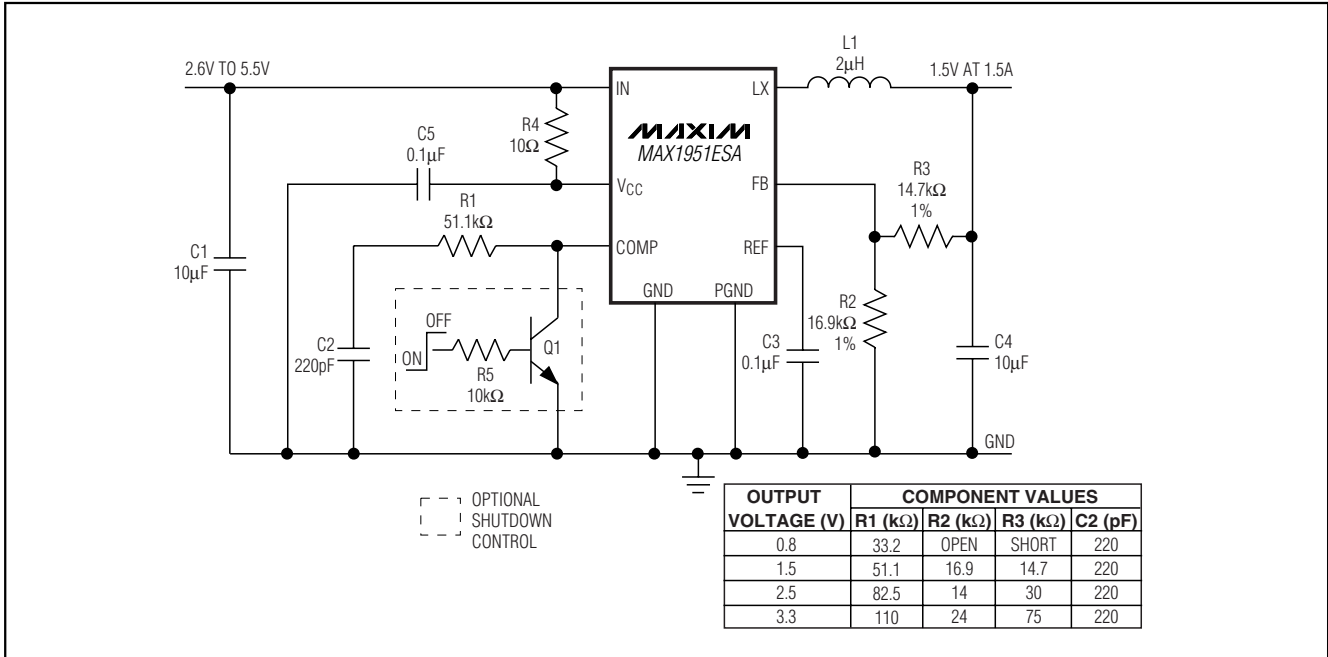 2.6V TO 5.5V
L1
2μH
1.5V AT 1.5A
IN
LX
R4
10Ω
MAXIM
MAX1951ESA
C5
0.1μF
VCC
FB
R3
14.7kΩ
1%
R1
51.1kΩ
COMP
REF
C1
10μF
GND
PGND
R2
16.9kΩ
1%
OFF
ON
Q1
R5
10kΩ
C2
220pF
C3
0.1μF
C4
10μF
GND
OPTIONAL
SHUTDOWN
CONTROL
OUTPUT VOLTAGE (V) COMPONENT VALUES
R1 (kΩ) R2 (kΩ) R3 (kΩ) C2 (pF)
0.8 33.2 OPEN SHORT 220
1.5 51.1 16.9 14.7 220
2.5 82.5 14 30 220
3.3 110 24 75 220